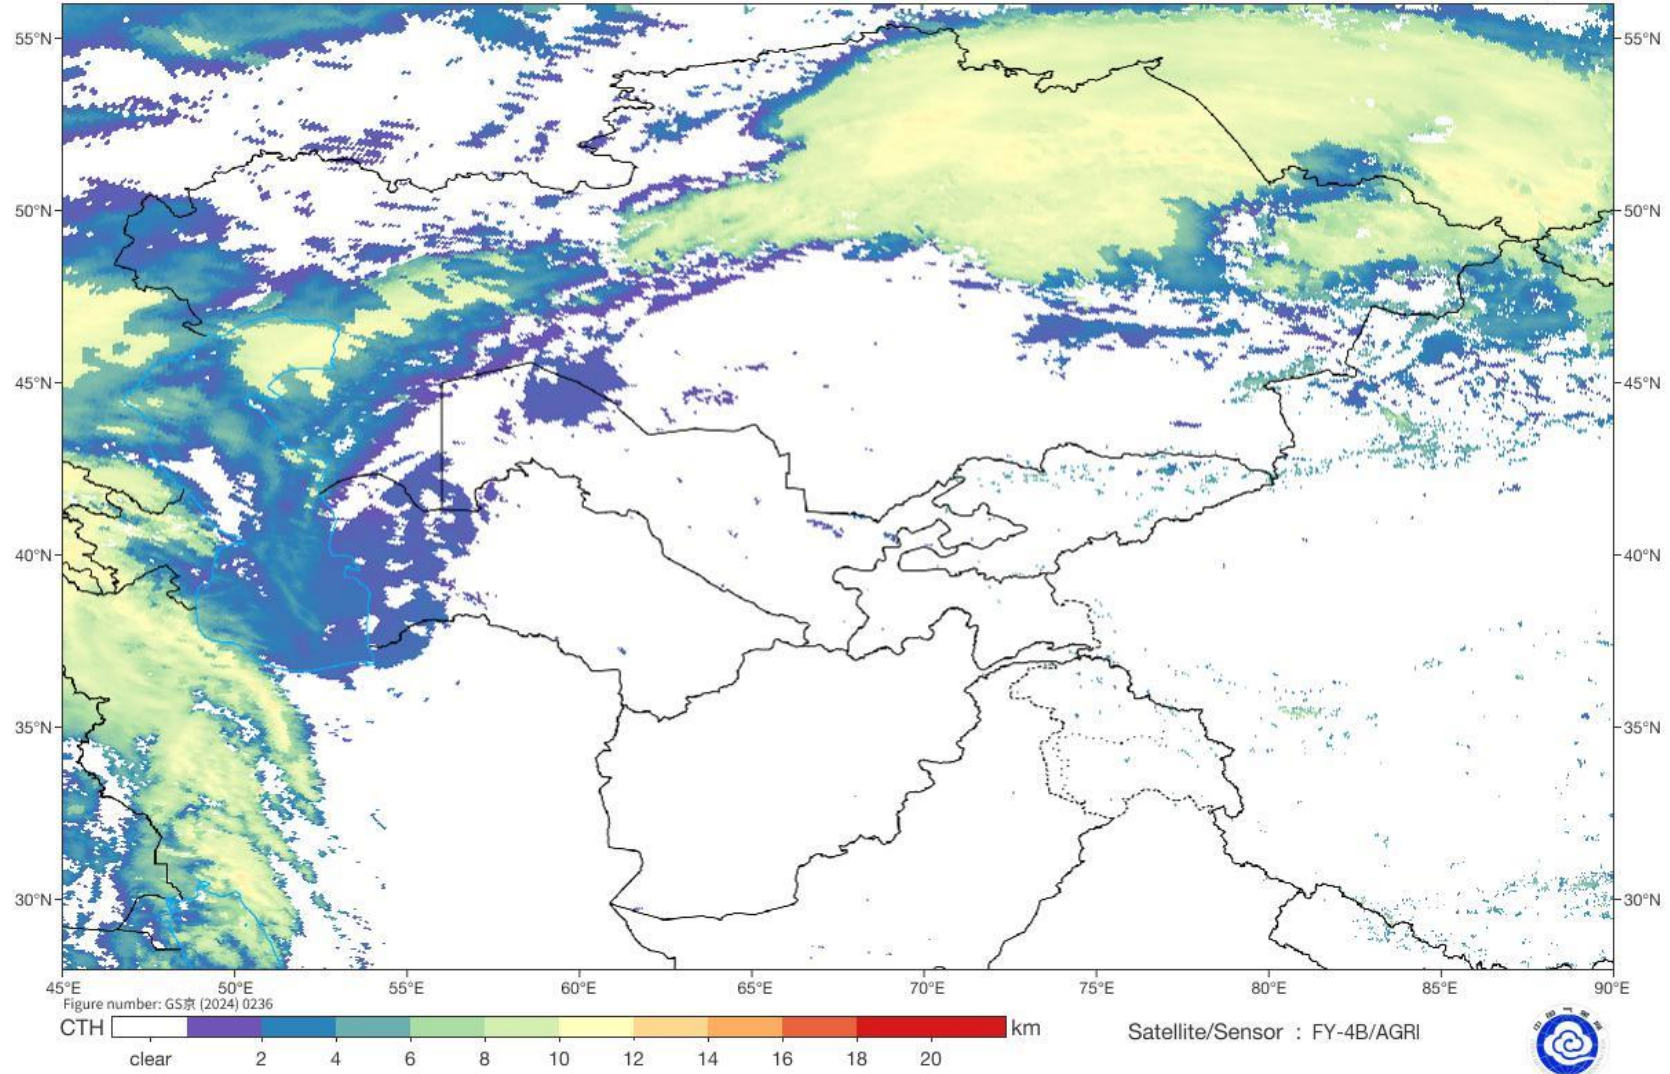 55°N
55°N
50°N
50°N
45°N
45°N
40°N
40°N
35°N
35°N
30°N
30°N
45°E 50°E 55°E 60°E 65°E 70°E 75°E 80°E 85°E 90°E
Figure number: GS京 (2024) 0236
CTH km
clear 2 4 6 8 10 12 14 16 18 20
Satellite/Sensor : FY-4B/AGRI